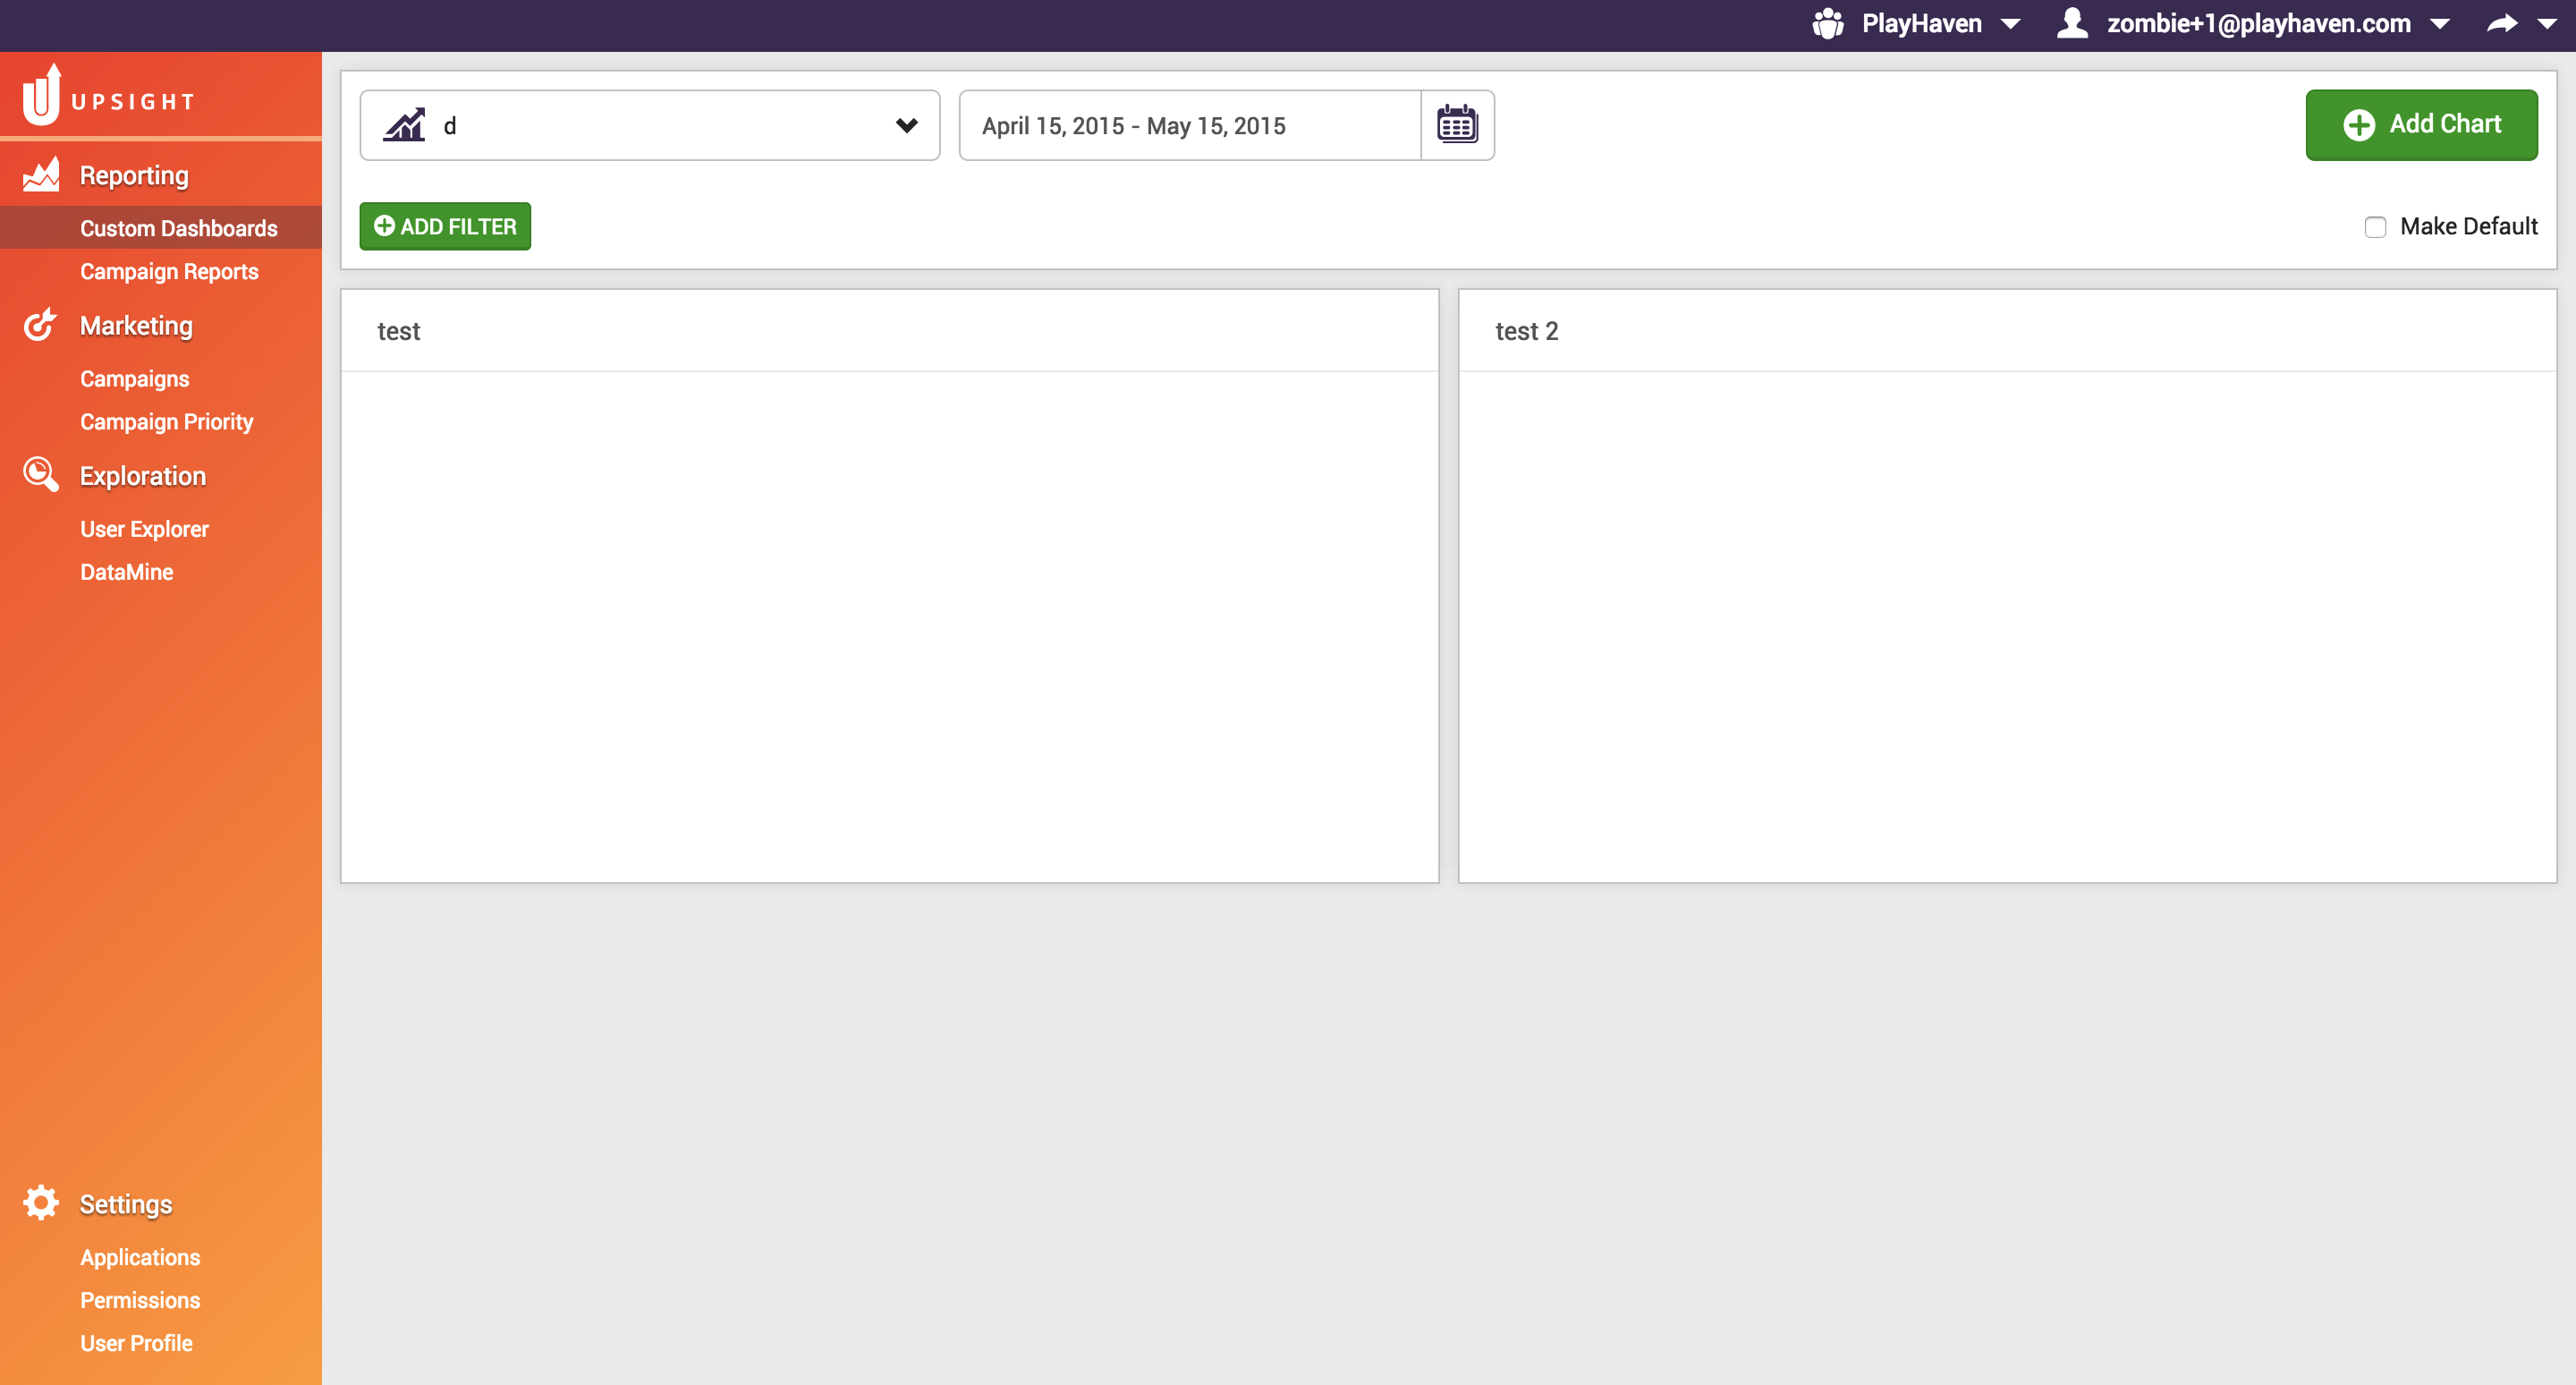 PlayHaven
zombie+1@playhaven.com
UPSIGHT
Reporting
Custom Dashboards
Campaign Reports
Marketing
Campaigns
Campaign Priority
Exploration
User Explorer
DataMine
Settings
Applications
Permissions
User Profile
d
April 15, 2015 - May 15, 2015
Add Chart
ADD FILTER
Make Default
test
test 2